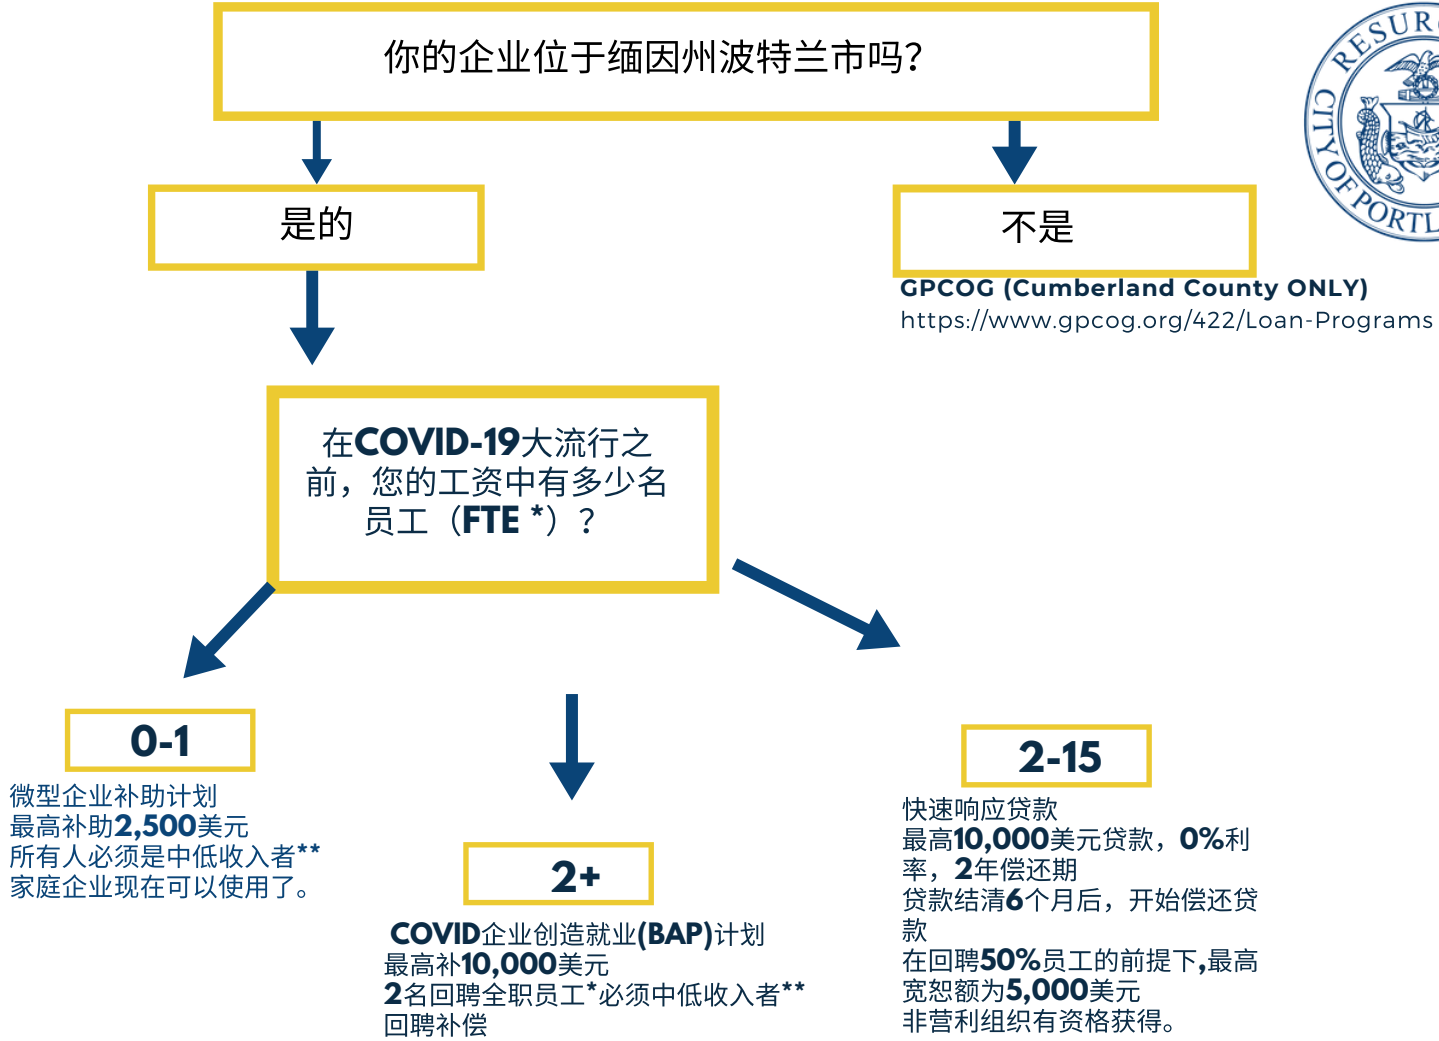 你的企业位于缅因州波特兰市吗？
RESUR
CITY OF PORTL
是的
不是
GPCOG (Cumberland County ONLY)
https://www.gpcog.org/422/Loan-Programs
在COVID-19大流行之
前，您的工资中有多少名
员工（FTE *）？
0-1
微型企业补助计划
最高补助2,500美元
所有人必须是中低收入者**
家庭企业现在可以使用了。
2+
COVID企业创造就业(BAP)计划
最高补10,000美元
2名回聘全职员工*必须中低收入者**
回聘补偿
2-15
快速响应贷款
最高10,000美元贷款，0%利
率，2年偿还期
贷款结清6个月后，开始偿还贷
款
在回聘50%员工的前提下,最高
宽恕额为5,000美元
非营利组织有资格获得。